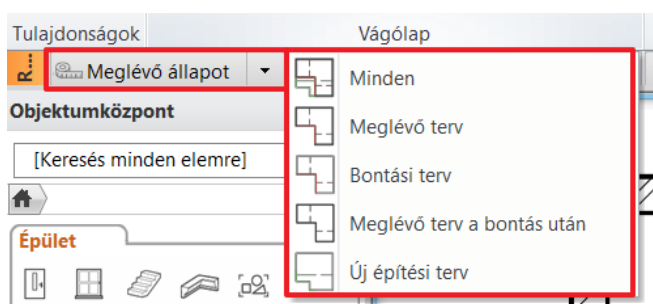 Tulajdonságok
Vágólap
R...
Meglévő állapot
Minden
Meglévő terv
Bontási terv
Meglévő terv a bontás után
Új építési terv
Objektumközpont
[Keresés minden elemre]
Épület